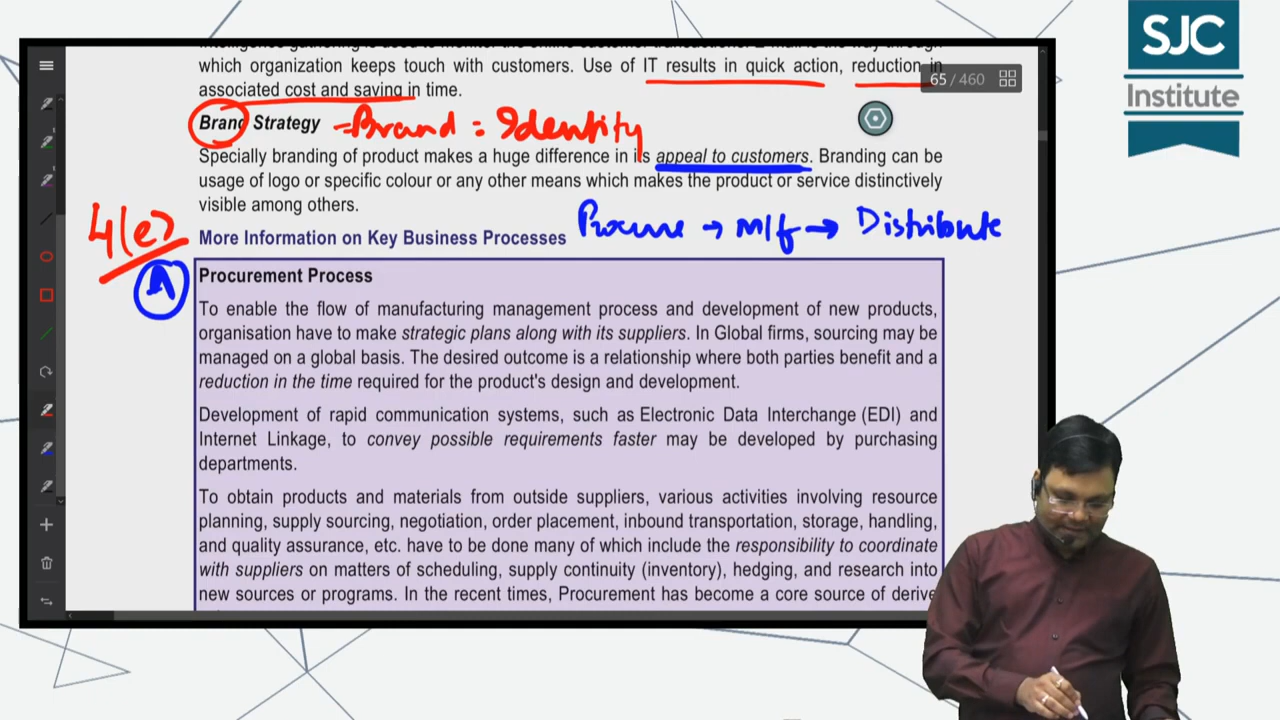 SJC
Institute
which organization keeps touch with customers. Use of IT results in quick action, reduction in
65 / 460
associated cost and saving in time.
Brand Strategy - Brand = Identity
Specially branding of product makes a huge difference in its appeal to customers. Branding can be
usage of logo or specific colour or any other means which makes the product or service distinctively
visible among others.
4(e)
Procure → M/f → Distribute
More Information on Key Business Processes
A
Procurement Process
To enable the flow of manufacturing management process and development of new products,
organisation have to make strategic plans along with its suppliers. In Global firms, sourcing may be
managed on a global basis. The desired outcome is a relationship where both parties benefit and a
reduction in the time required for the product's design and development.
Development of rapid communication systems, such as Electronic Data Interchange (EDI) and
Internet Linkage, to convey possible requirements faster may be developed by purchasing
departments.
To obtain products and materials from outside suppliers, various activities involving resource
planning, supply sourcing, negotiation, order placement, inbound transportation, storage, handling,
and quality assurance, etc. have to be done many of which include the responsibility to coordinate
with suppliers on matters of scheduling, supply continuity (inventory), hedging, and research into
new sources or programs. In the recent times, Procurement has become a core source of